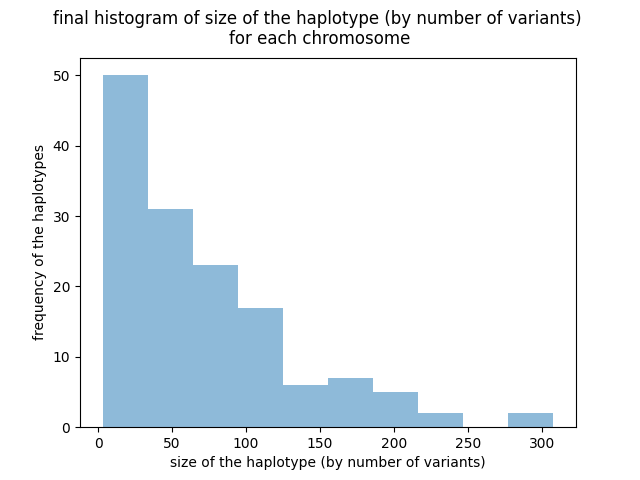 final histogram of size of the haplotype (by number of variants)
for each chromosome
50
40
30
20
10
0
frequency of the haplotypes
0 50 100 150 200 250 300
size of the haplotype (by number of variants)